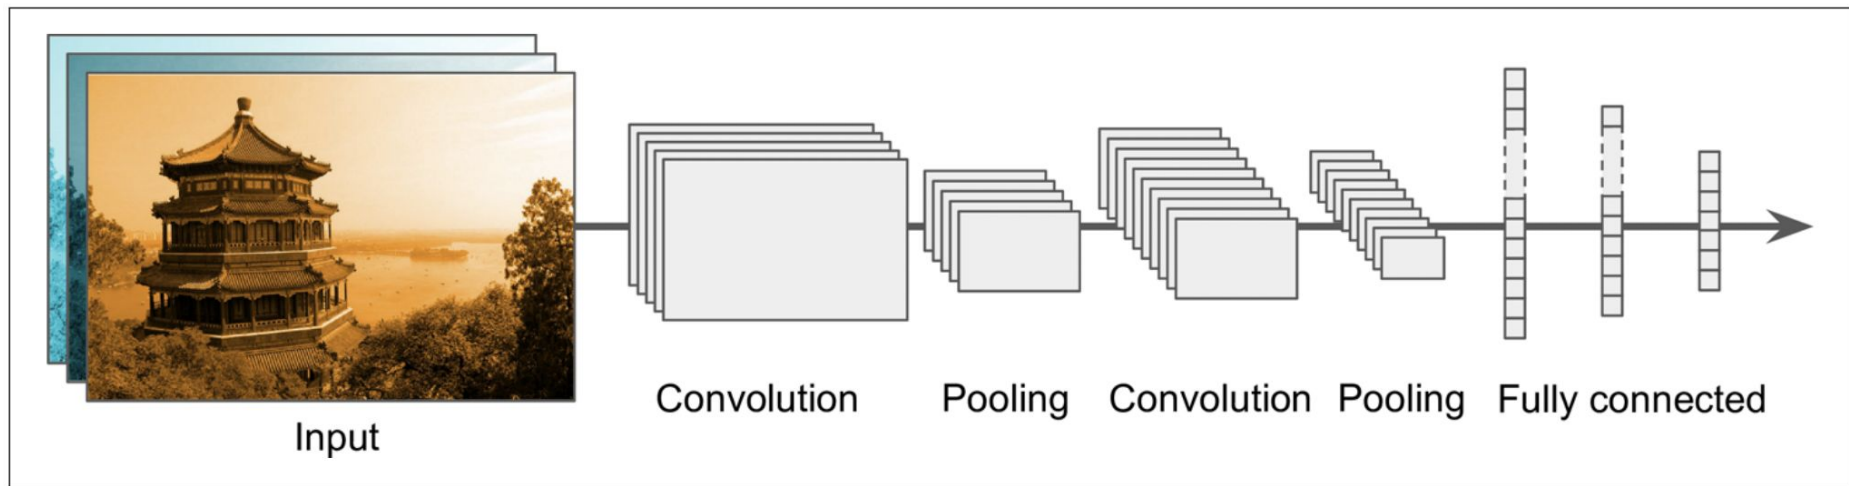 Input
Convolution
Pooling
Convolution
Pooling
Fully connected